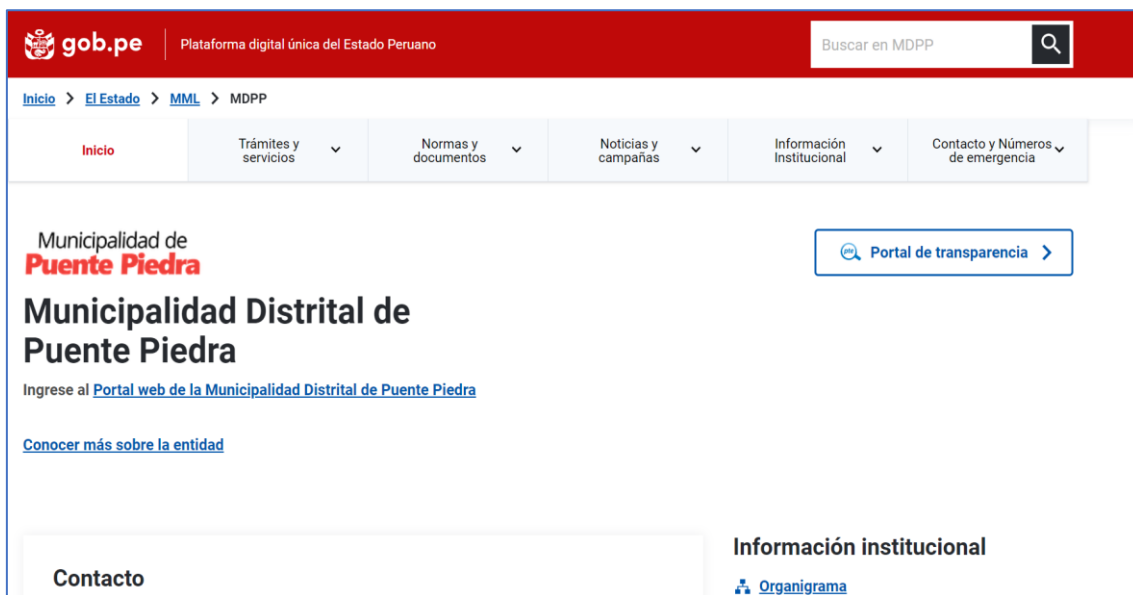 gob.pe
Plataforma digital única del Estado Peruano
Buscar en MDPP
Inicio > El Estado > MML > MDPP
Inicio
Trámites y
servicios
Normas y
documentos
Noticias y
campañas
Información
Institucional
Contacto y Números
de emergencia
Municipalidad de
Puente Piedra
Portal de transparencia
Municipalidad Distrital de
Puente Piedra
Ingrese al Portal web de la Municipalidad Distrital de Puente Piedra
Conocer más sobre la entidad
Contacto
Información institucional
Organigrama